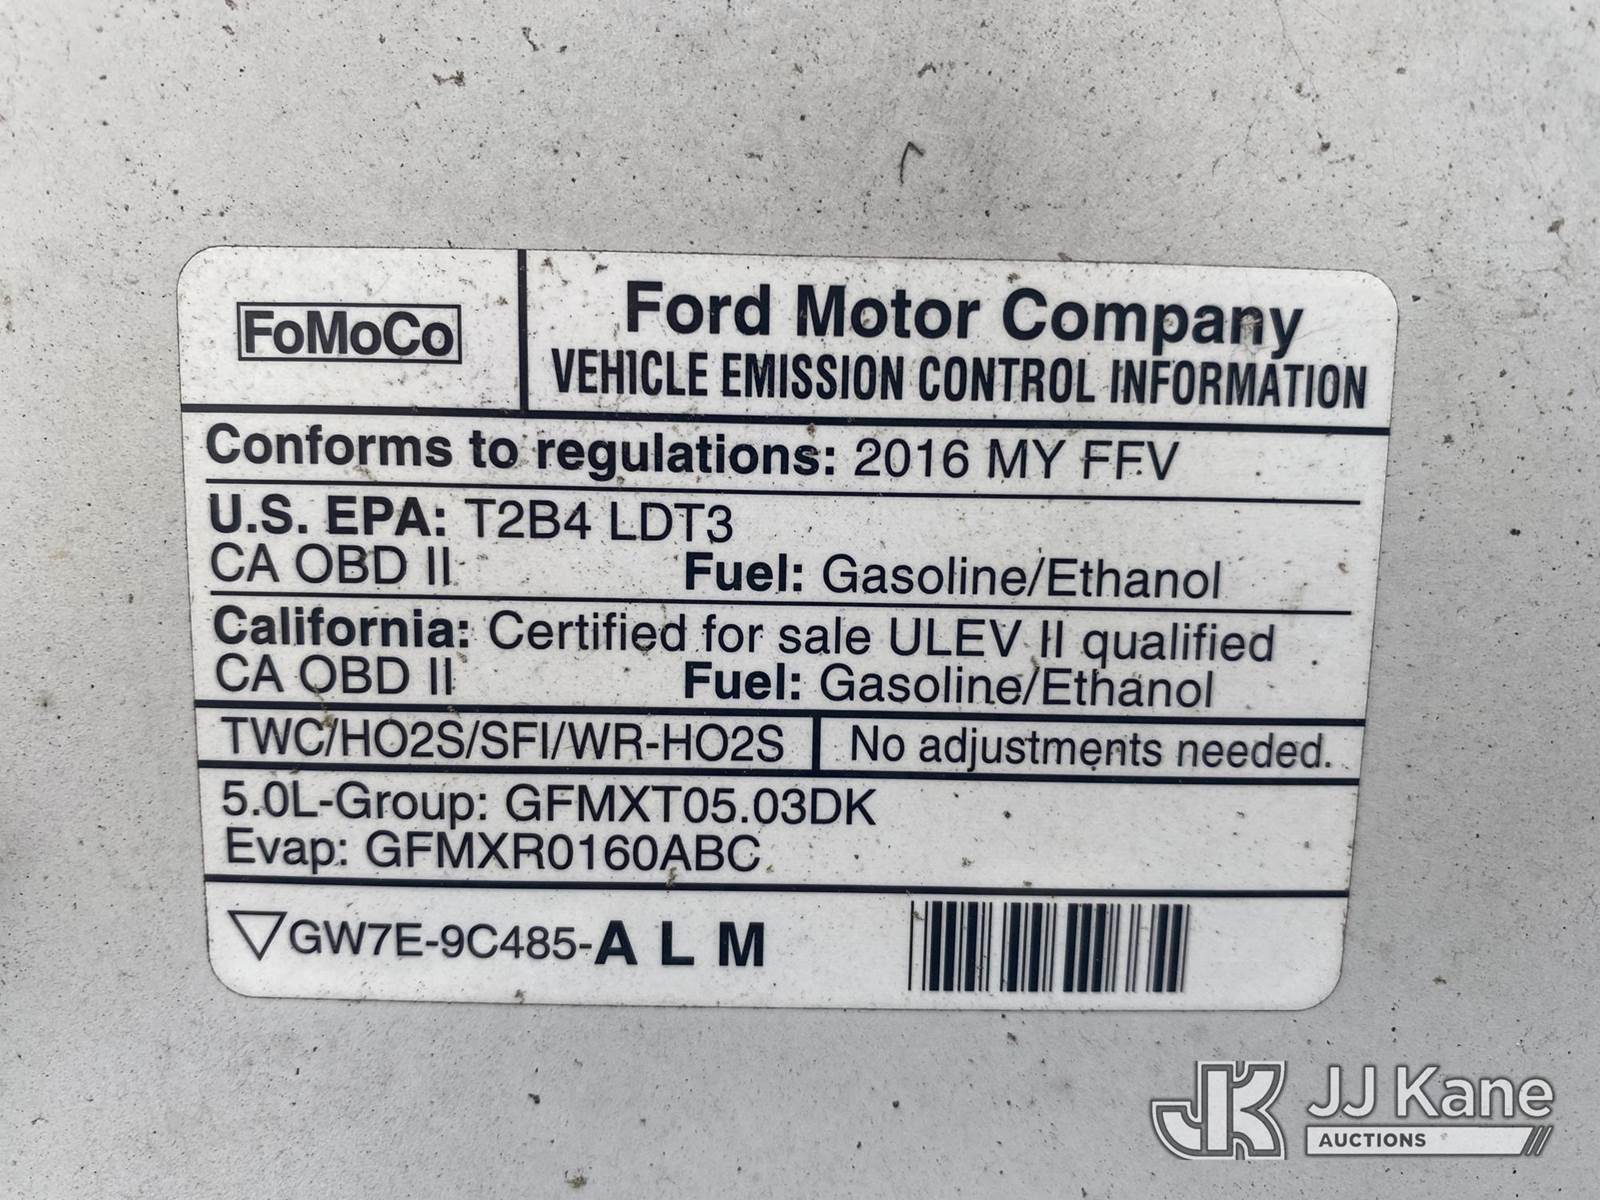 FoMoCo
Ford Motor Company
VEHICLE EMISSION CONTROL INFORMATION
Conforms to regulations: 2016 MY FFV
U.S. EPA: T2B4 LDT3
CA OBD II Fuel: Gasoline/Ethanol
California: Certified for sale ULEV II qualified
CA OBD II Fuel: Gasoline/Ethanol
TWC/HO2S/SFI/WR-HO2S No adjustments needed.
5.0L-Group: GFMXT05.03DK
Evap: GFMXR0160ABC
GW7E-9C485-A L M
JK JJ Kane
AUCTIONS